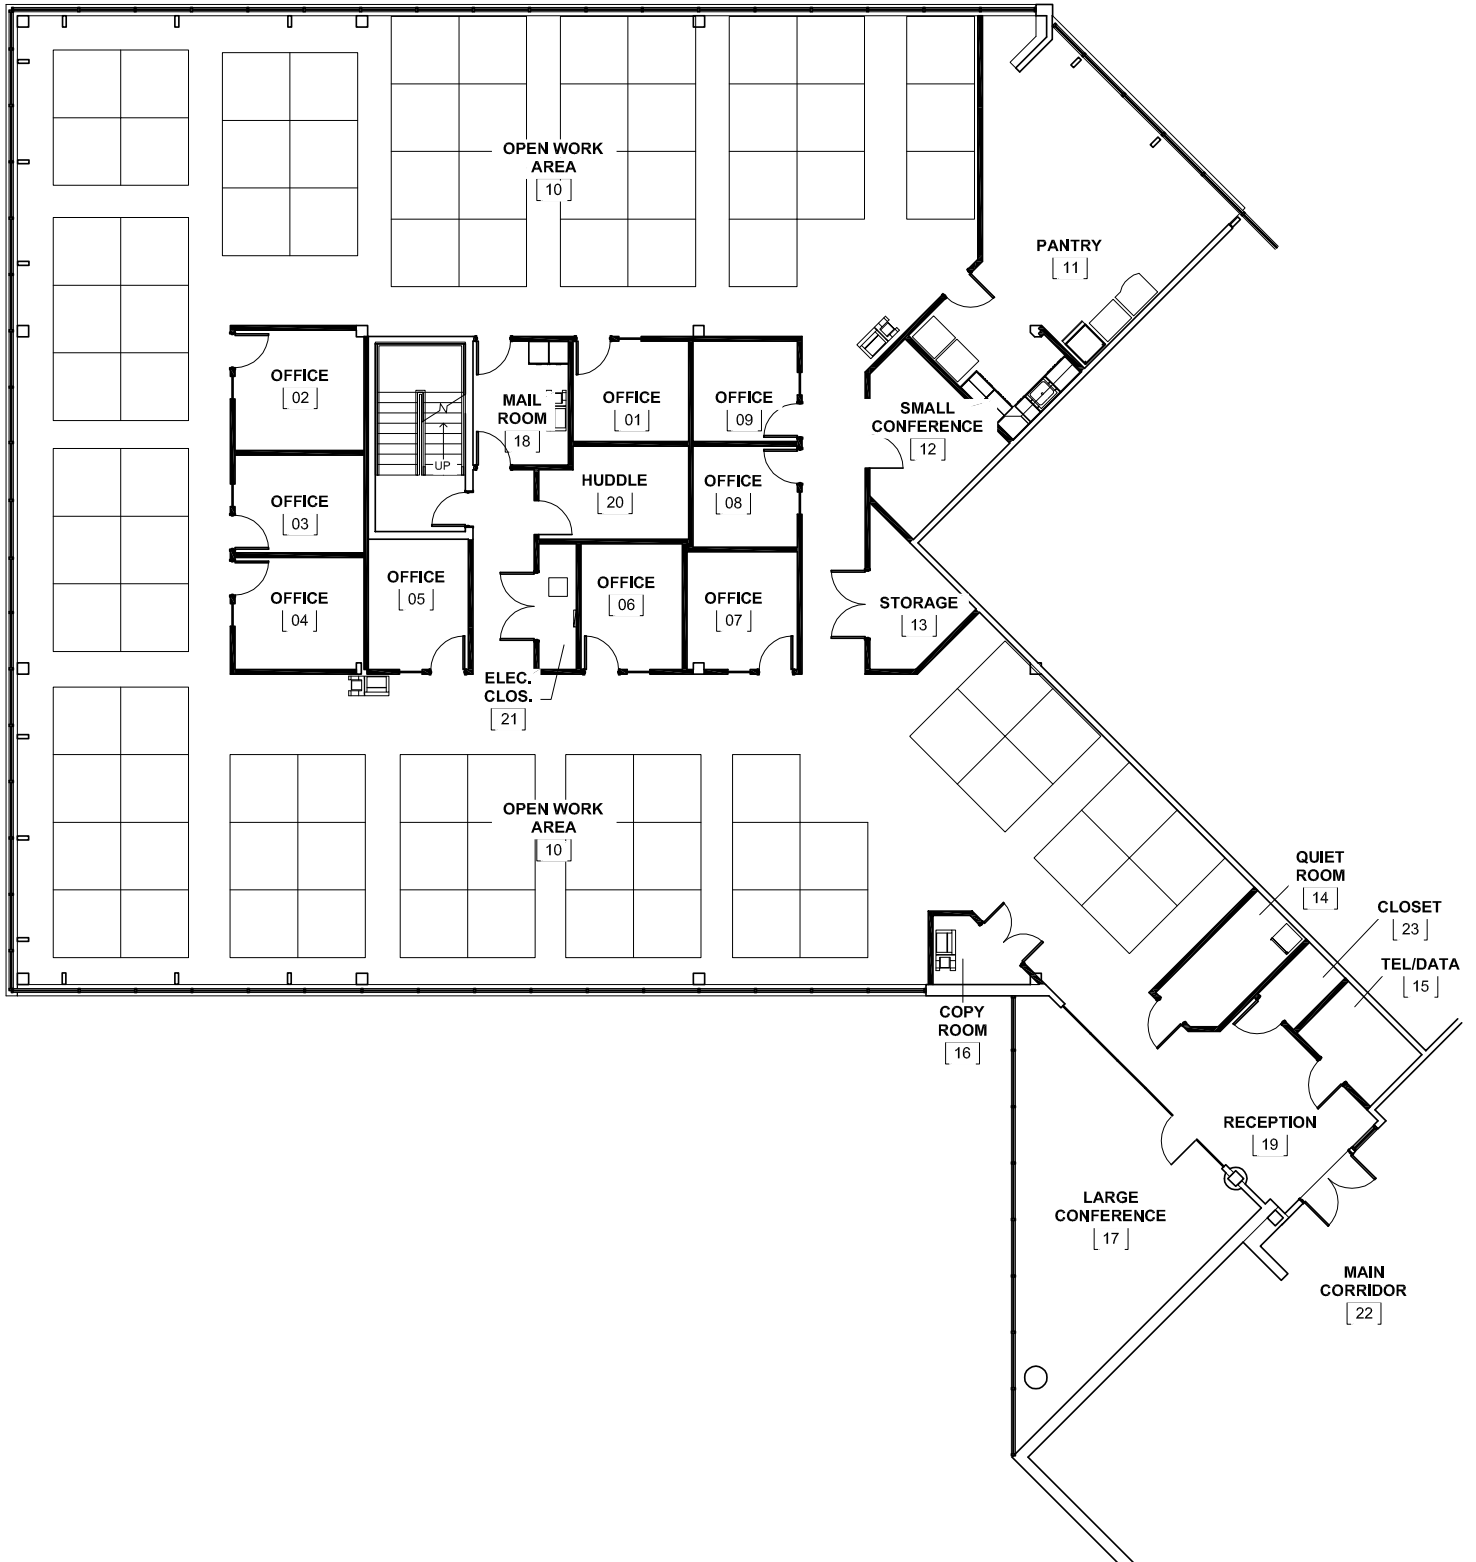 OPEN WORK
AREA
10
PANTRY
11
OFFICE
02
MAIL
ROOM
18
OFFICE
01
OFFICE
09
SMALL
CONFERENCE
12
UP
OFFICE
03
HUDDLE
20
OFFICE
08
OFFICE
04
OFFICE
05
OFFICE
06
OFFICE
07
STORAGE
13
ELEC.
CLOS.
21
OPEN WORK
AREA
10
QUIET
ROOM
14
CLOSET
23
TEL/DATA
15
COPY
ROOM
16
RECEPTION
19
LARGE
CONFERENCE
17
MAIN
CORRIDOR
22